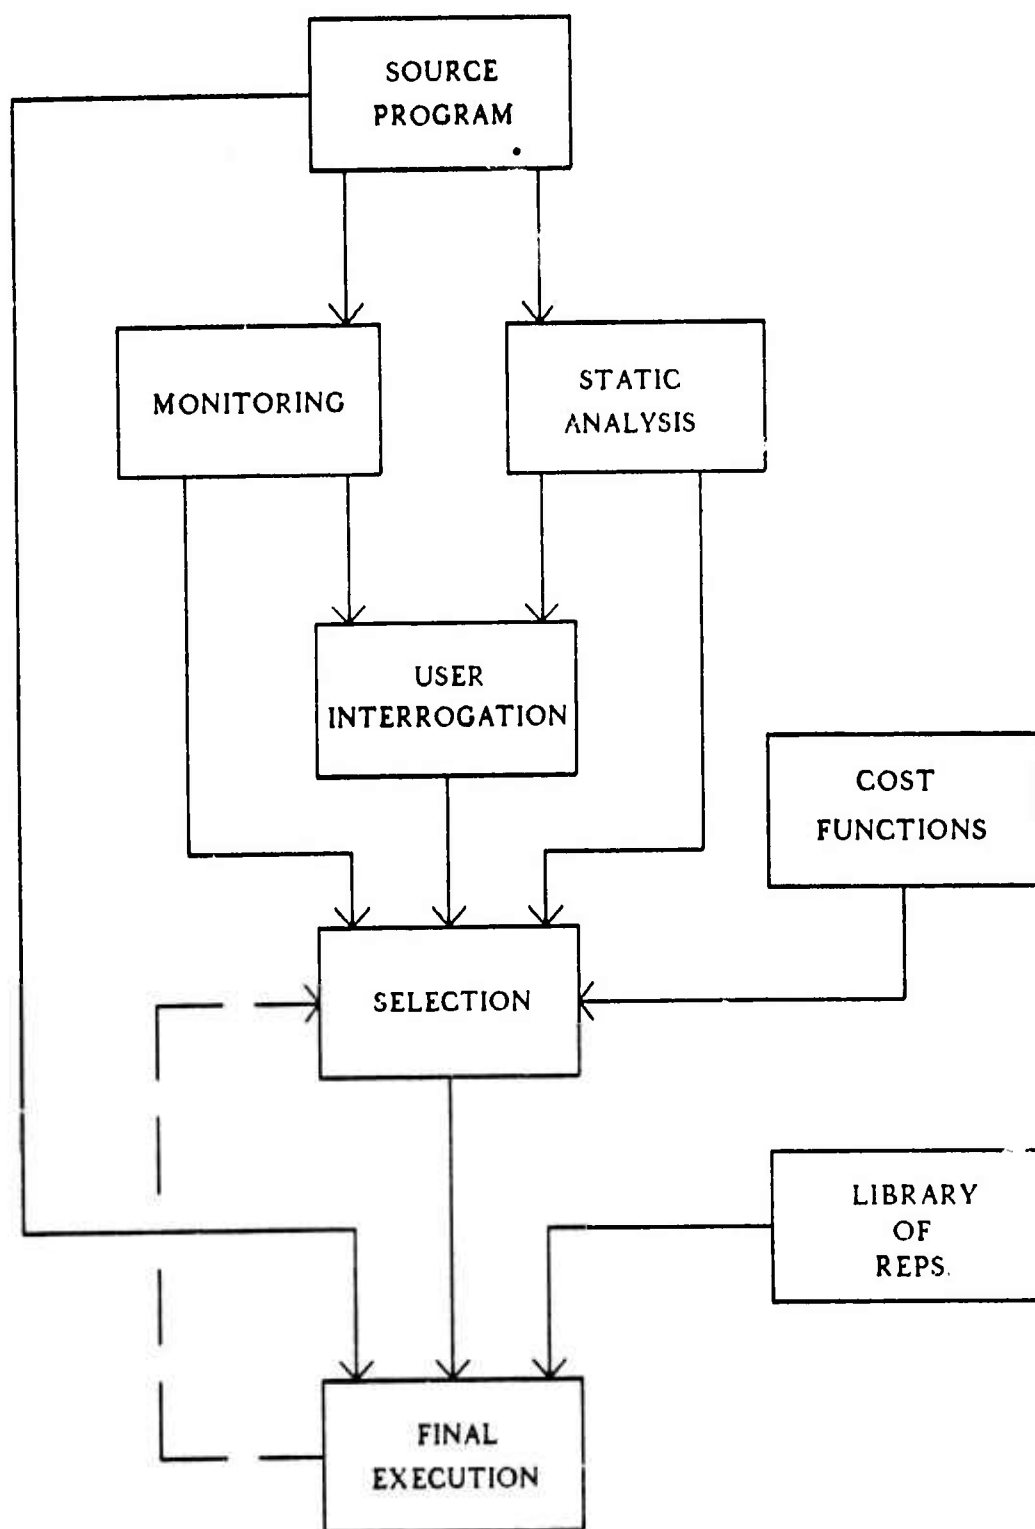 SOURCE
PROGRAM
MONITORING
STATIC
ANALYSIS
USER
INTERROGATION
COST
FUNCTIONS
SELECTION
LIBRARY
OF
REPS.
FINAL
EXECUTION